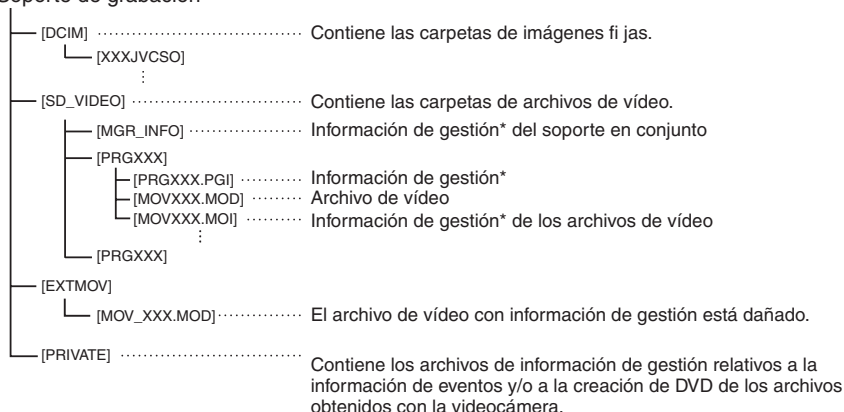 Soporte de grabación
[DCIM] Contiene las carpetas de imágenes fi jas.
[XXXJVCSO]
[SD_VIDEO] Contiene las carpetas de archivos de vídeo.
[MGR_INFO] Información de gestión* del soporte en conjunto
[PRGXXX]
[PRGXXX.PGI] Información de gestión*
[MOVXXX.MOD] Archivo de vídeo
[MOVXXX.MOI] Información de gestión* de los archivos de vídeo
[PRGXXX]
[EXTMOV]
[MOV_XXX.MOD] El archivo de vídeo con información de gestión está dañado.
[PRIVATE] Contiene los archivos de información de gestión relativos a la
información de eventos y/o a la creación de DVD de los archivos
obtenidos con la videocámera.